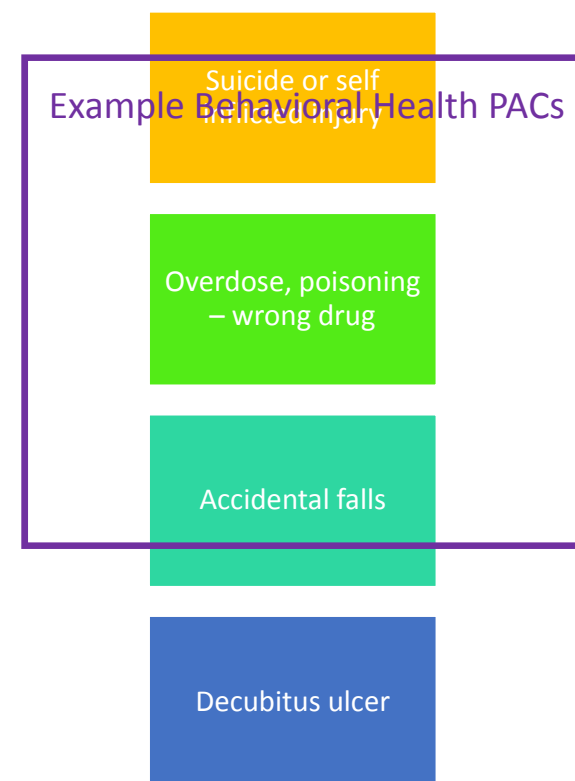 Example Behavioral Health PACs
Suicide or self
inflicted injury
Overdose, poisoning
– wrong drug
Accidental falls
Decubitus ulcer